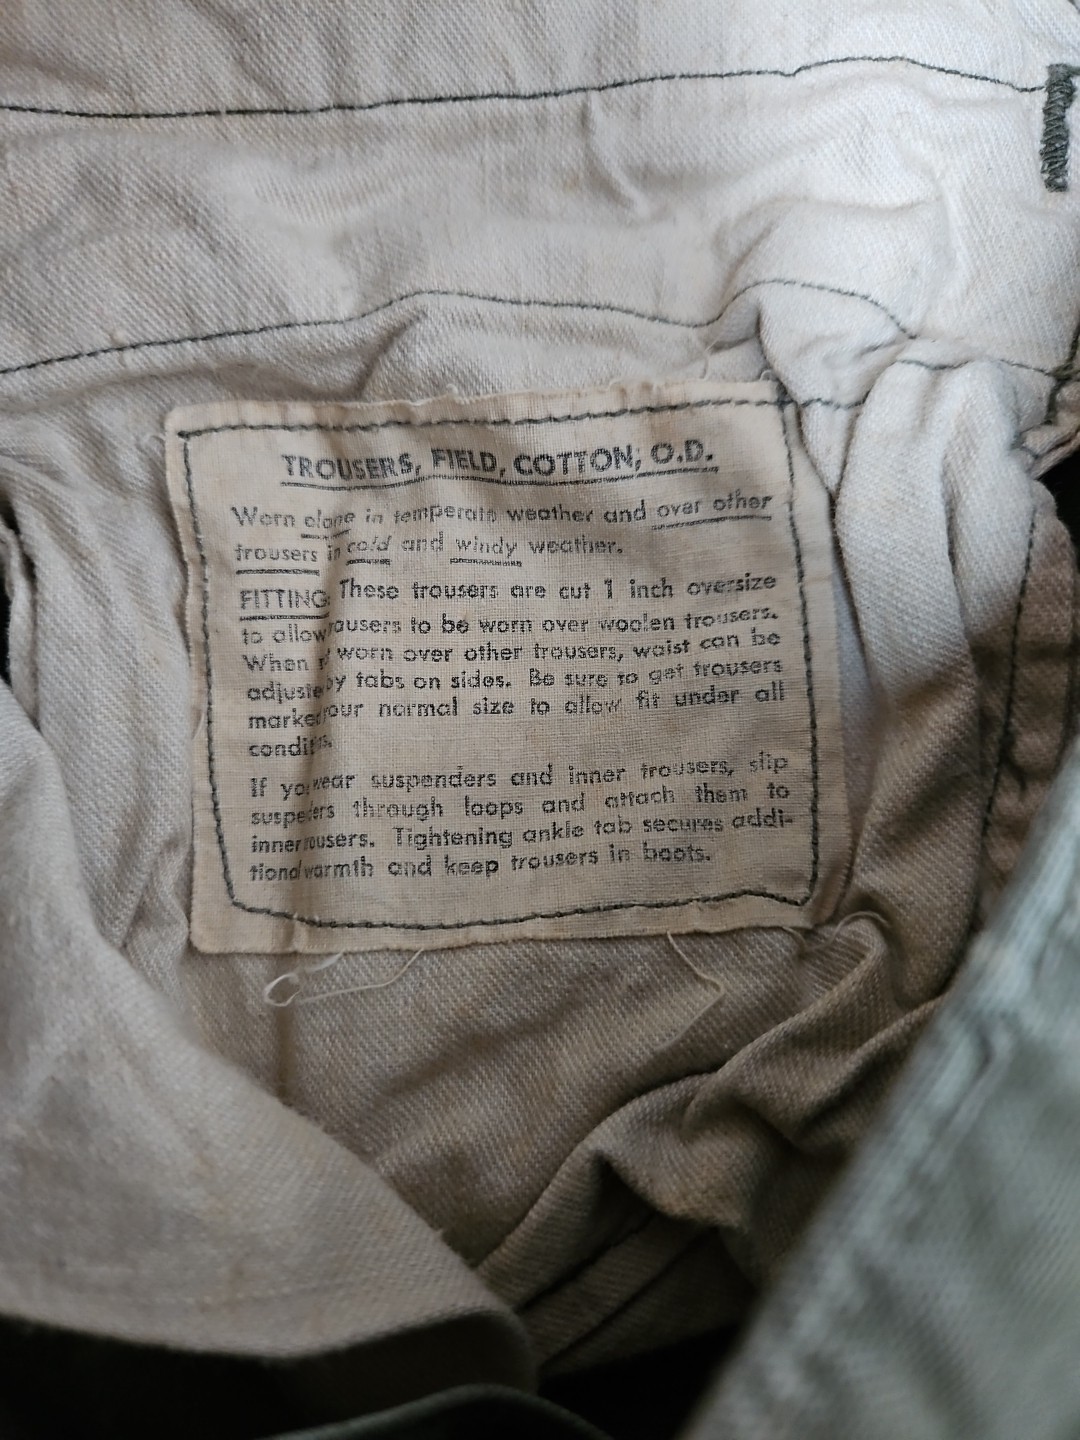 TROUSERS, FIELD, COTTON, O.D.
Worn alone in temperate weather and over other
trousers in cold and windy weather.
FITTING: These trousers are cut 1 inch oversize
to allow trousers to be worn over woolen trousers.
When worn over other trousers, waist can be
by tabs on sides. Be sure to get trousers
marked your normal size to allow fit under all
If you wear suspenders and inner trousers, slip
through loops and attach them to
inner trousers. Tightening ankle tab secures addi-
tional warmth and keep trousers in boots.